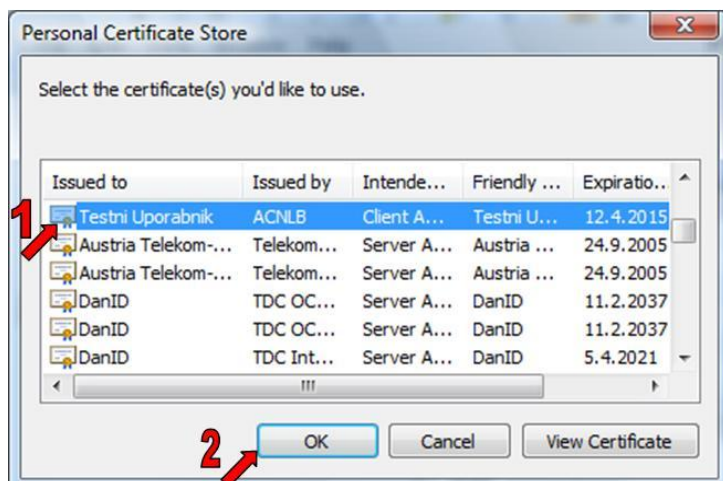 Personal Certificate Store
Select the certificate(s) you'd like to use.
Issued to Issued by Intende... Friendly ... Expiratio...
1 Testni Uporabnik ACNLB Client A... Testni U... 12.4.2015
Austria Telekom-... Telekom... Server A... Austria ... 24.9.2005
Austria Telekom-... Telekom... Server A... Austria ... 24.9.2005
DanID TDC OC... Server A... DanID 11.2.2037
DanID TDC OC... Server A... DanID 11.2.2037
DanID TDC Int... Server A... DanID 5.4.2021
2 OK Cancel View Certificate